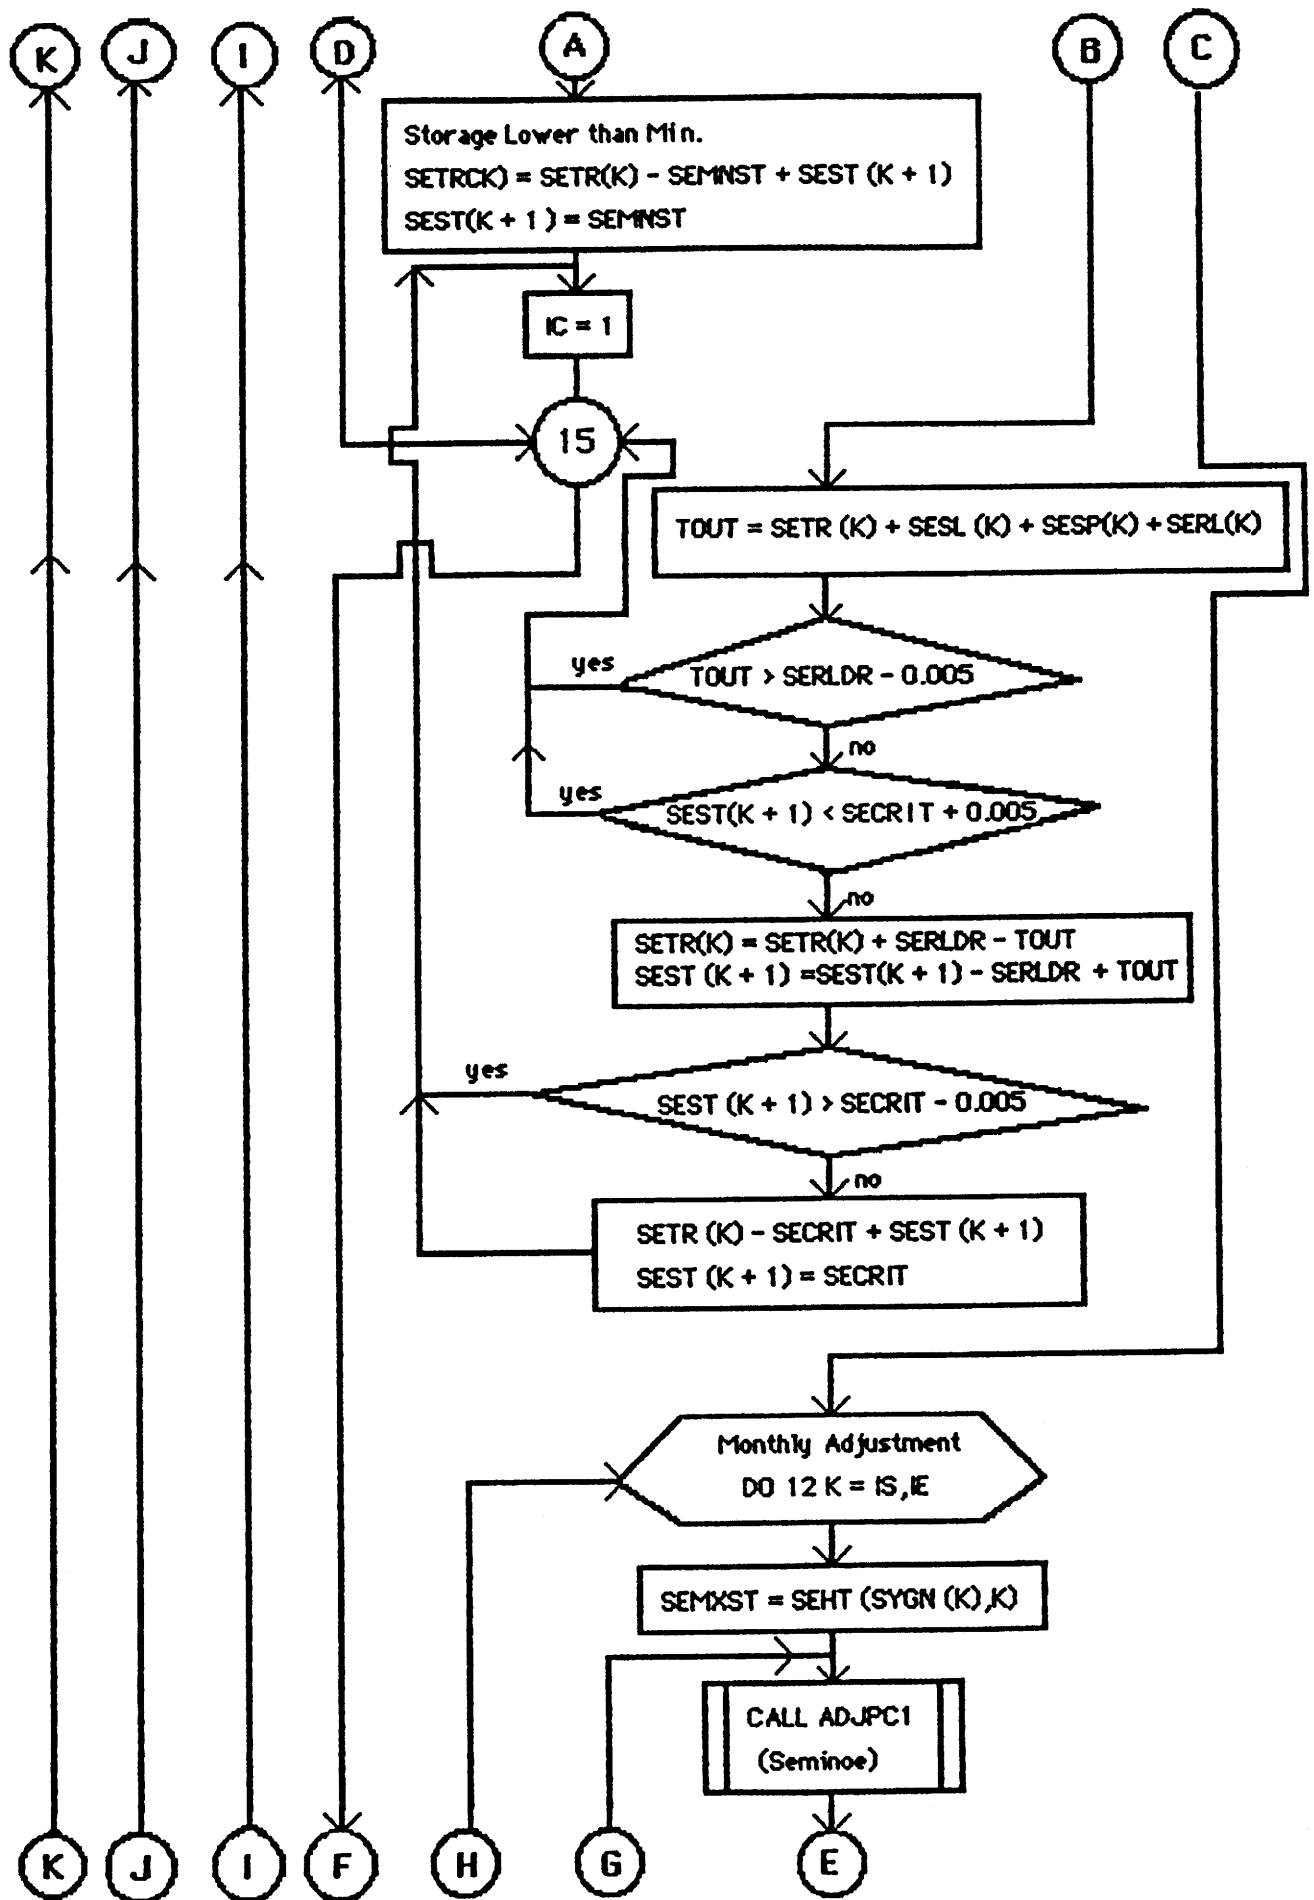 K J I D A B C
Storage Lower than Min.
SETRCK) = SETR(K) - SEMNST + SEST (K + 1)
SEST(K + 1) = SEMNST
IC = 1
15
TOUT = SETR (K) + SESL (K) + SESP(K) + SERL(K)
yes
TOUT > SERLDR - 0.005
no
yes
SEST(K + 1) < SECRIT + 0.005
no
SETR(K) = SETR(K) + SERLDR - TOUT
SEST (K + 1) =SEST(K + 1) - SERLDR + TOUT
yes
SEST (K + 1) > SECRIT - 0.005
no
SETR (K) - SECRIT + SEST (K + 1)
SEST (K + 1) = SECRIT
Monthly Adjustment
DO 12 K = IS,IE
SEMXST = SEHT (SYGN (K),K)
CALL ADJPC1
(Seminoe)
K J I F H G E